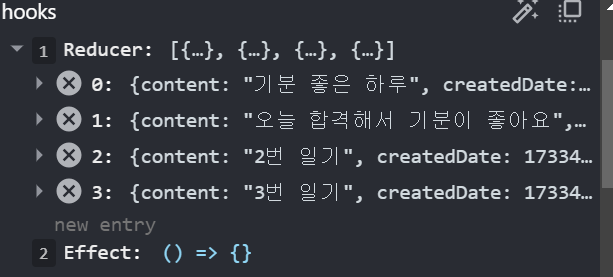 hooks
1 Reducer: [{…}, {…}, {…}, {…}]
0: {content: "기분 좋은 하루", createdDate:…
1: {content: "오늘 합격해서 기분이 좋아요",…
2: {content: "2번 일기", createdDate: 17334…
3: {content: "3번 일기", createdDate: 17334…
new entry
2 Effect: () => {}